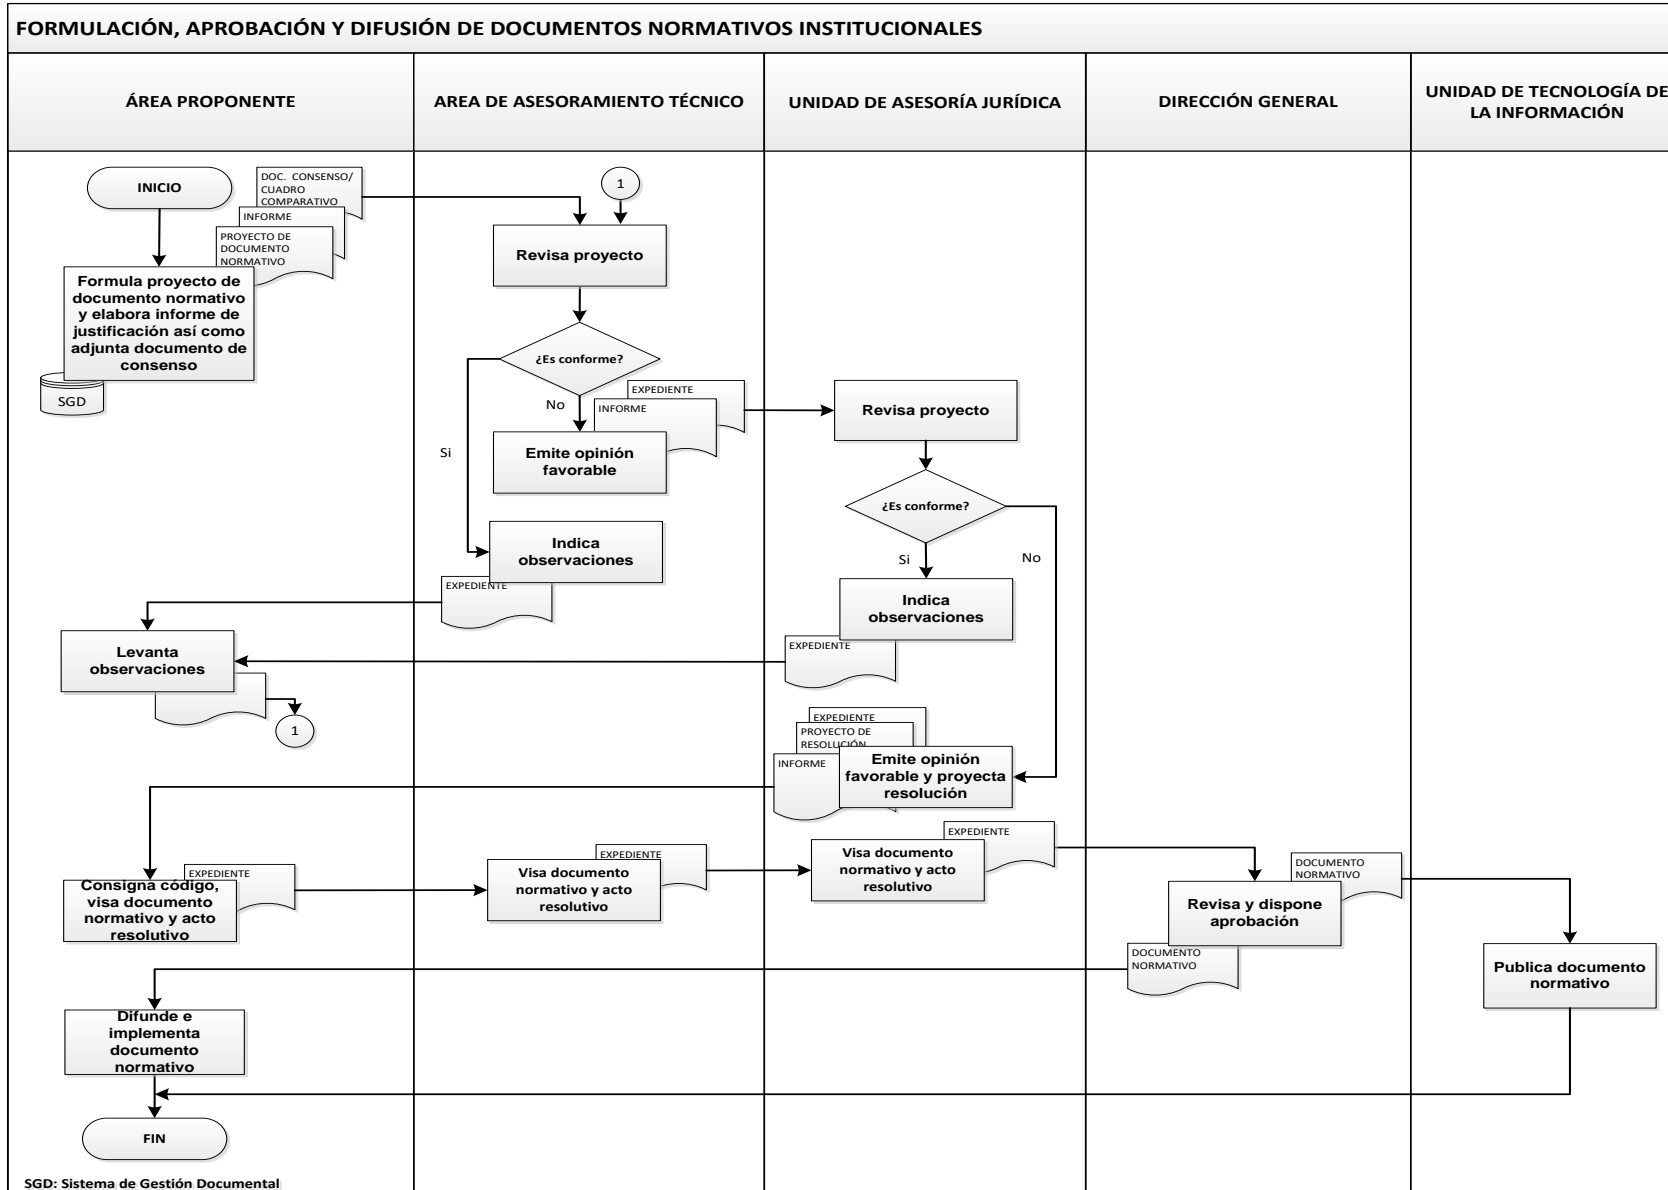 FORMULACIÓN, APROBACIÓN Y DIFUSIÓN DE DOCUMENTOS NORMATIVOS INSTITUCIONALES
ÁREA PROPONENTE
AREA DE ASESORAMIENTO TÉCNICO
UNIDAD DE ASESORÍA JURÍDICA
DIRECCIÓN GENERAL
UNIDAD DE TECNOLOGÍA DE
LA INFORMACIÓN
INICIO
DOC. CONSENSO/
CUADRO
COMPARATIVO
INFORME
PROYECTO DE
DOCUMENTO
NORMATIVO
Formula proyecto de
documento normativo
y elabora informe de
justificación así como
adjunta documento de
consenso
SGD
1
Revisa proyecto
¿Es conforme?
No
Si
EXPEDIENTE
INFORME
Emite opinión
favorable
Indica
observaciones
EXPEDIENTE
Revisa proyecto
¿Es conforme?
Si
No
Indica
observaciones
EXPEDIENTE
Levanta
observaciones
1
EXPEDIENTE
PROYECTO DE
RESOLUCIÓN
INFORME
Emite opinión
favorable y proyecta
resolución
EXPEDIENTE
Consigna código,
visa documento
normativo y acto
resolutivo
EXPEDIENTE
Visa documento
normativo y acto
resolutivo
EXPEDIENTE
Visa documento
normativo y acto
resolutivo
DOCUMENTO
NORMATIVO
Revisa y dispone
aprobación
DOCUMENTO
NORMATIVO
Publica documento
normativo
Difunde e
implementa
documento
normativo
FIN
SGD: Sistema de Gestión Documental